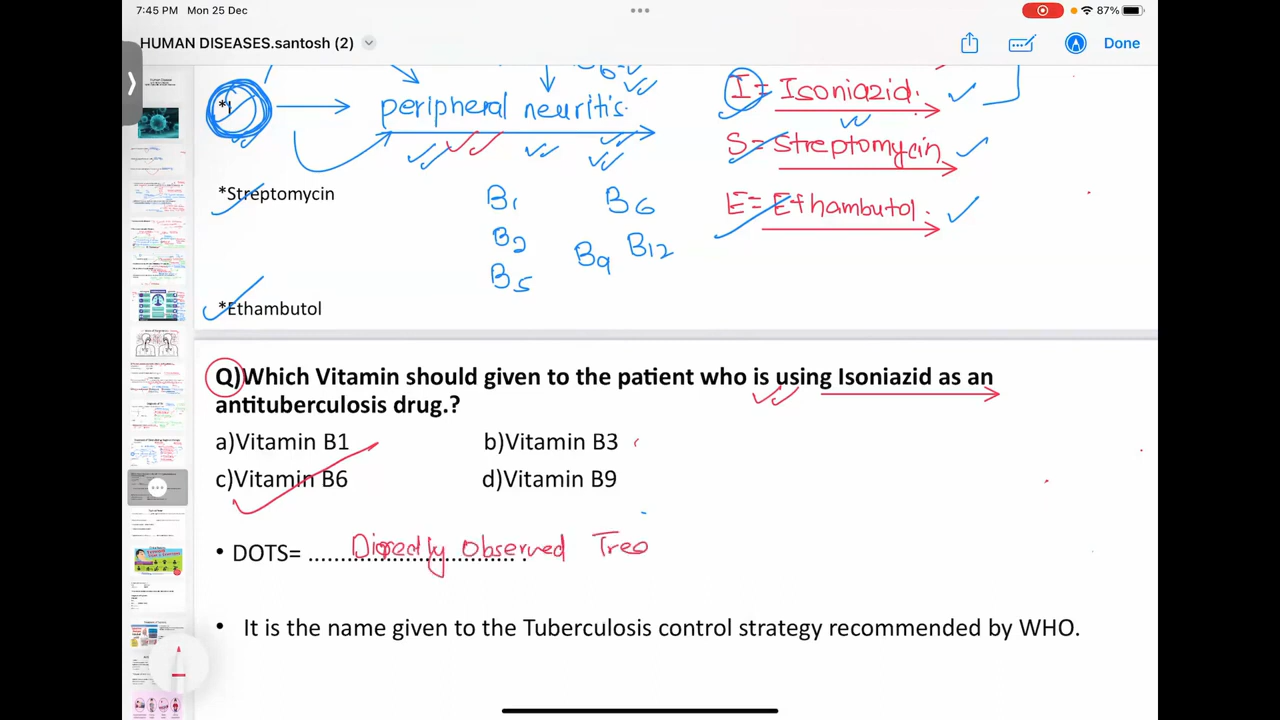 7:45 PM Mon 25 Dec
87%
HUMAN DISEASES.santosh (2)
Done
peripheral neuritis.
I= Isoniazid.
S= Streptomycin
E= Ethambutol.
*Streptomycin
B1 B6
B2 B9 B12
B5
*Ethambutol
Q)Which Vitamin should given to one patient who is using Isoniazid as an
antituberculosis drug.?
a)Vitamin B1 b)Vitamin B3
c)Vitamin B6 d)Vitamin B9
• DOTS= Directly Observed Trea
• It is the name given to the Tuberculosis control strategy recommended by WHO.